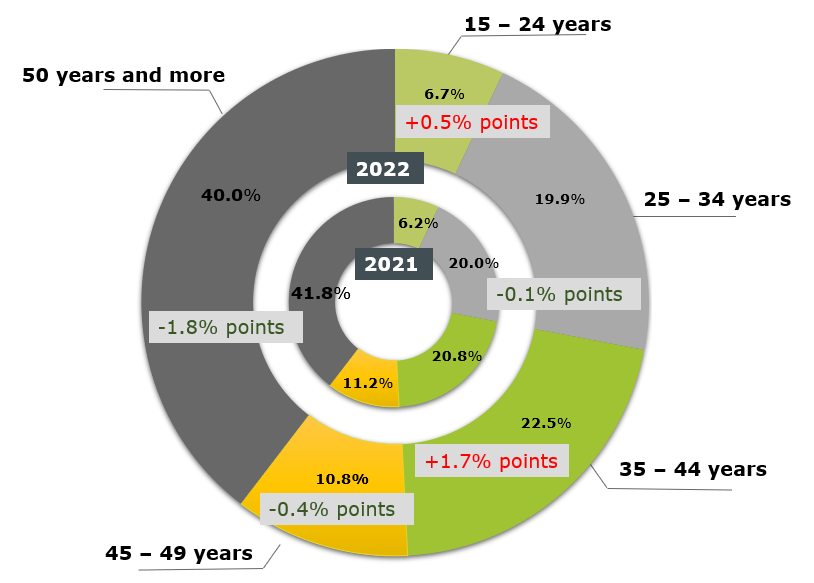 15 – 24 years
50 years and more
6.7%
+0.5% points
2022
40.0%
19.9%
25 – 34 years
6.2%
2021
20.0%
41.8%
-0.1% points
-1.8% points
20.8%
11.2%
22.5%
+1.7% points
35 – 44 years
10.8%
-0.4% points
45 – 49 years